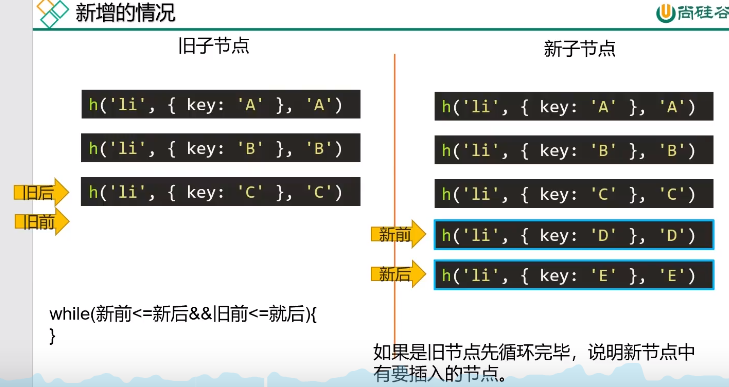 新增的情况
尚硅谷
旧子节点
新子节点
h('li', { key: 'A' }, 'A')
h('li', { key: 'B' }, 'B')
h('li', { key: 'C' }, 'C')
旧后
旧前
h('li', { key: 'A' }, 'A')
h('li', { key: 'B' }, 'B')
h('li', { key: 'C' }, 'C')
新前
h('li', { key: 'D' }, 'D')
新后
h('li', { key: 'E' }, 'E')
while(新前<=新后&&旧前<=就后){
}
如果是旧节点先循环完毕，说明新节点中
有要插入的节点。